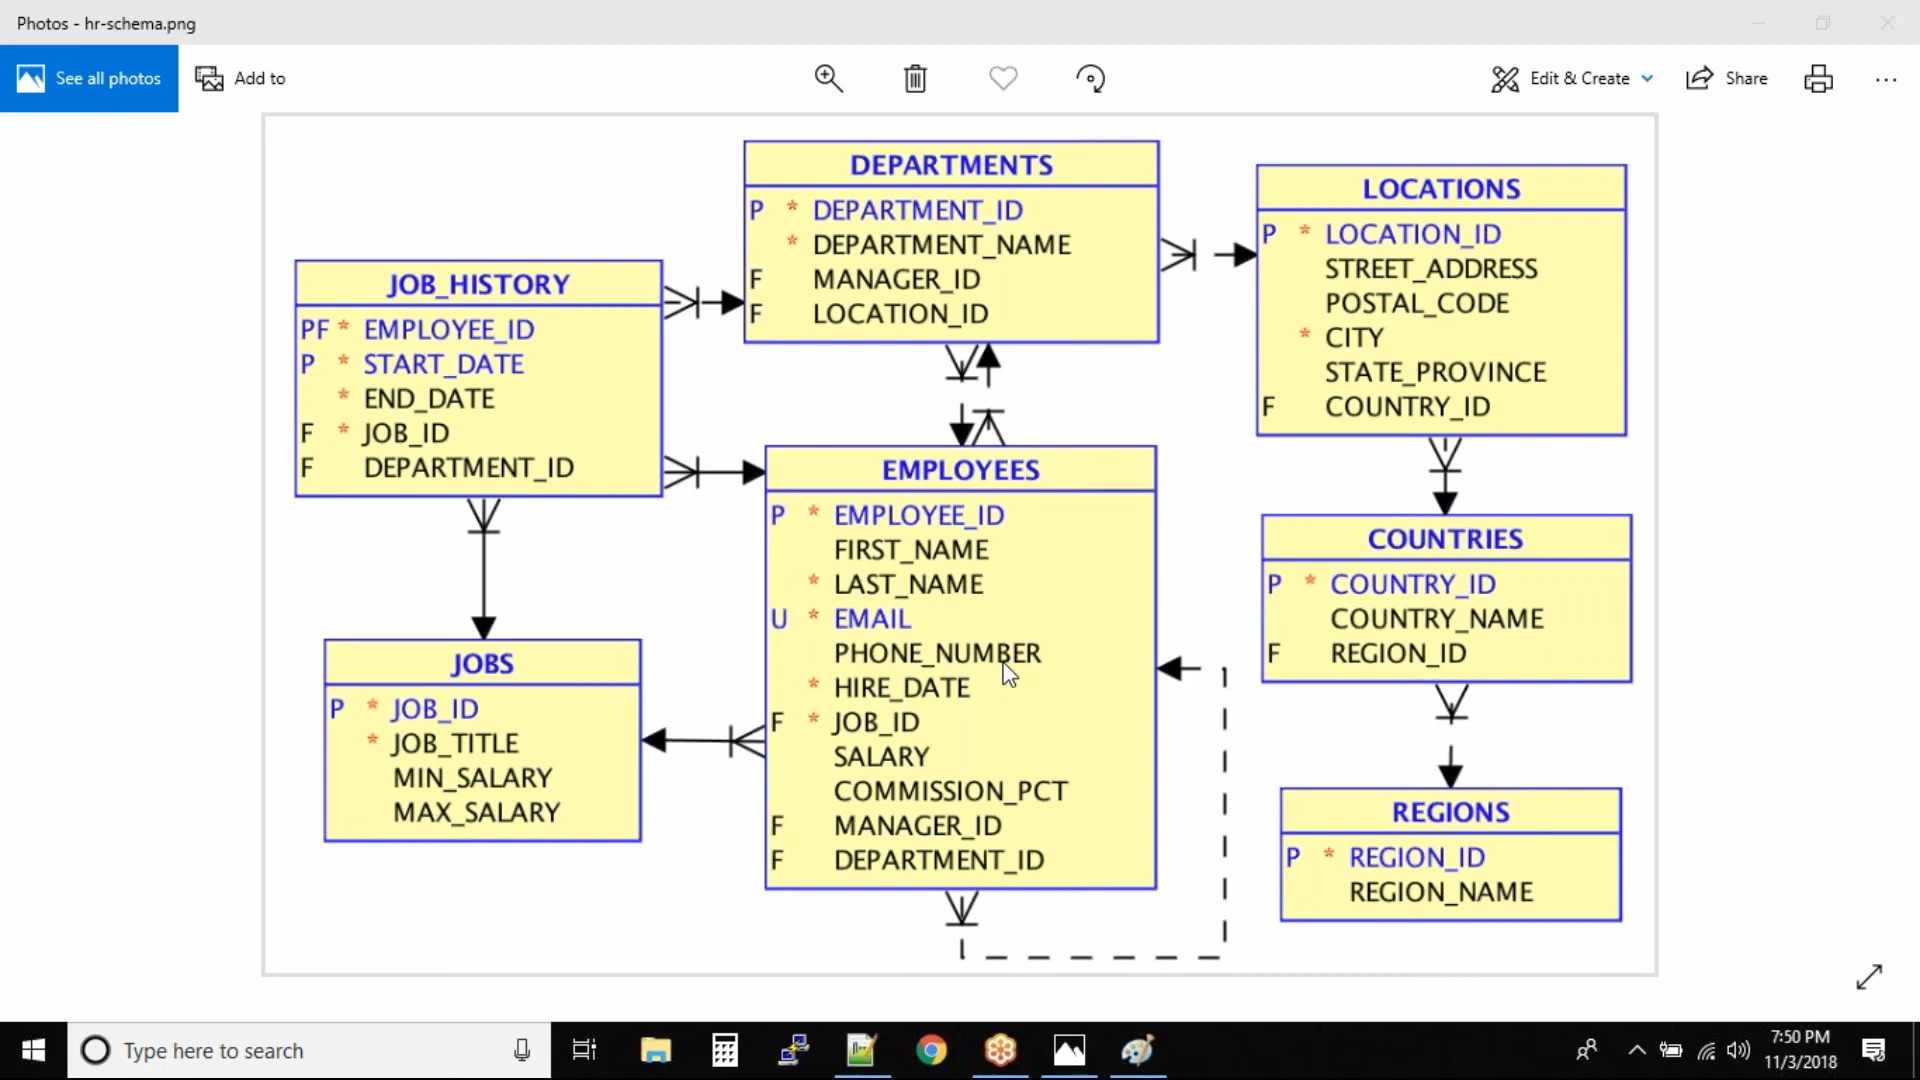 Photos - hr-schema.png
See all photos
Add to
Edit & Create
Share
DEPARTMENTS
P * DEPARTMENT_ID
* DEPARTMENT_NAME
F MANAGER_ID
F LOCATION_ID
LOCATIONS
P * LOCATION_ID
STREET_ADDRESS
POSTAL_CODE
* CITY
STATE_PROVINCE
F COUNTRY_ID
JOB_HISTORY
PF * EMPLOYEE_ID
P * START_DATE
* END_DATE
F * JOB_ID
F DEPARTMENT_ID
EMPLOYEES
P * EMPLOYEE_ID
FIRST_NAME
* LAST_NAME
U * EMAIL
PHONE_NUMBER
* HIRE_DATE
F * JOB_ID
SALARY
COMMISSION_PCT
F MANAGER_ID
F DEPARTMENT_ID
COUNTRIES
P * COUNTRY_ID
COUNTRY_NAME
F REGION_ID
JOBS
P * JOB_ID
* JOB_TITLE
MIN_SALARY
MAX_SALARY
REGIONS
P * REGION_ID
REGION_NAME
Type here to search
7:50 PM
11/3/2018